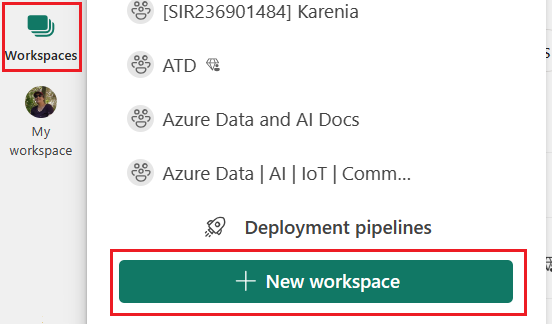 [SIR236901484] Karenia
Workspaces
ATD
My
workspace
Azure Data and AI Docs
Azure Data | AI | IoT | Comm...
Deployment pipelines
New workspace